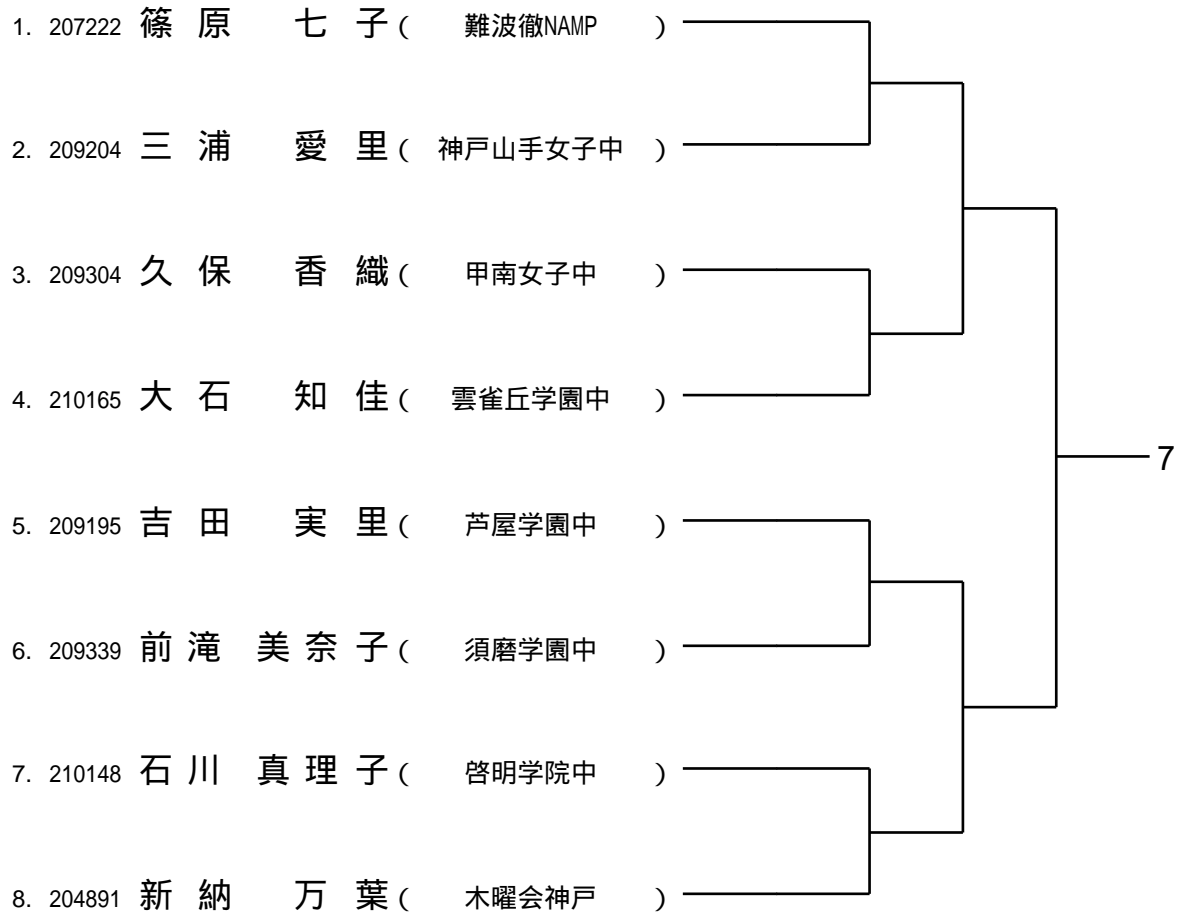 1. 207222 篠 原 七 子 ( 難波徹NAMP )
2. 209204 三 浦 愛 里 ( 神戸山手女子中 )
3. 209304 久 保 香 織 ( 甲南女子中 )
4. 210165 大 石 知 佳 ( 雲雀丘学園中 )
7
5. 209195 吉 田 実 里 ( 芦屋学園中 )
6. 209339 前 滝 美 奈 子 ( 須磨学園中 )
7. 210148 石 川 真 理 子 ( 啓明学院中 )
8. 204891 新 納 万 葉 ( 木曜会神戸 )